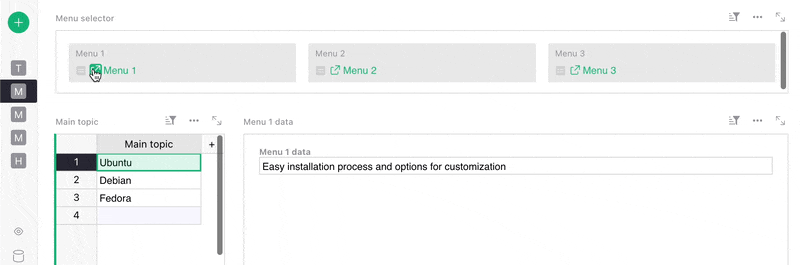 Menu selector
Menu 1 Menu 2 Menu 3
Menu 1 Menu 2 Menu 3
T
M
M
M
H
Main topic
Main topic +
1 Ubuntu
2 Debian
3 Fedora
4
Menu 1 data
Menu 1 data
Easy installation process and options for customization